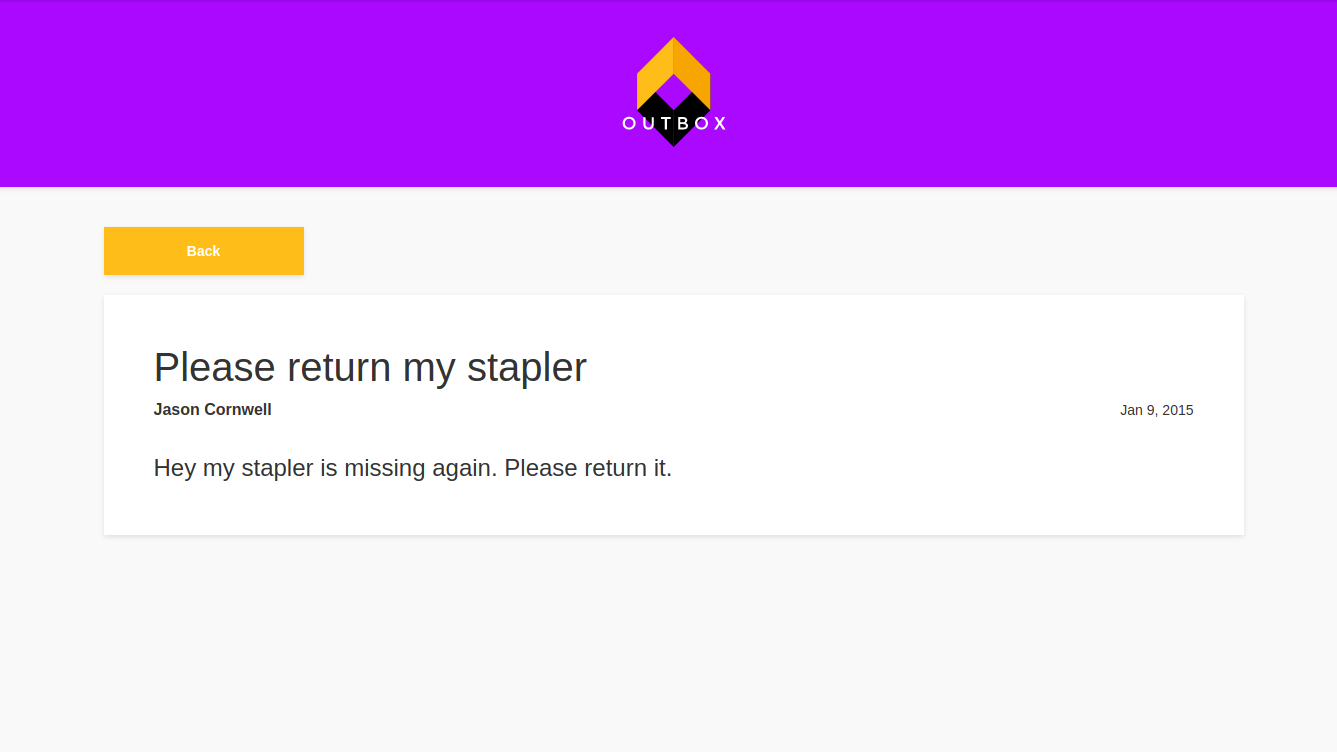 OUTBOX
Back
Please return my stapler
Jason Cornwell
Jan 9, 2015
Hey my stapler is missing again. Please return it.